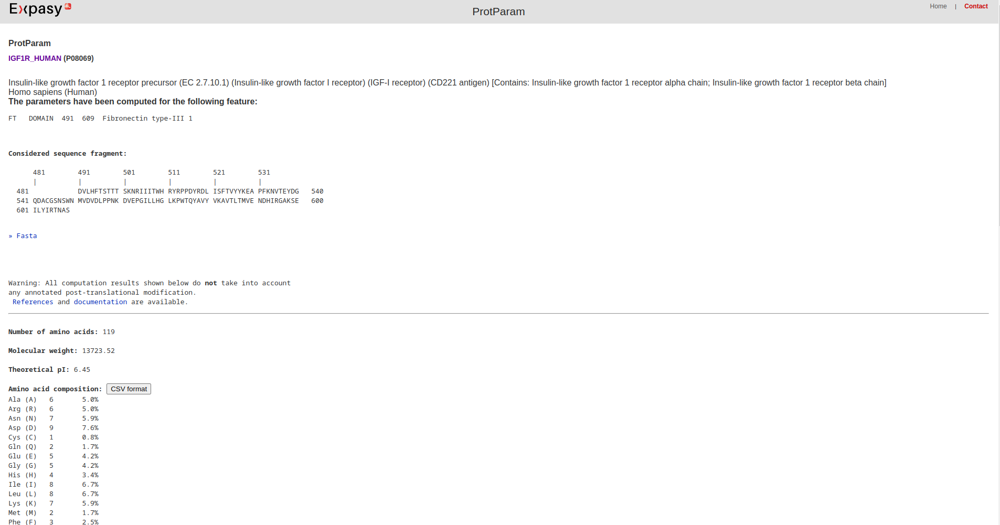 Expasy
ProtParam
Home | Contact
ProtParam
IGF1R_HUMAN (P08069)
Insulin-like growth factor 1 receptor precursor (EC 2.7.10.1) (Insulin-like growth factor I receptor) (IGF-I receptor) (CD221 antigen) [Contains: Insulin-like growth factor 1 receptor alpha chain; Insulin-like growth factor 1 receptor beta chain]
Homo sapiens (Human)
The parameters have been computed for the following feature:
FT   DOMAIN  491  609  Fibronectin type-III 1
Considered sequence fragment:
      481        491        501        511        521        531
      |          |          |          |          |          |
  481            DVLHFTSTTT SKNRIIITWH RYRPPDYRDL ISFTVYYKEA PFKNVTEYDG   540
  541 QDACGSNSWN MVDVDLPPNK DVEPGILLHG LKPWTQYAVY VKAVTLTMVE NDHIRGAKSE   600
  601 ILYIRTNAS
» Fasta
Warning: All computation results shown below do not take into account
any annotated post-translational modification.
References and documentation are available.
Number of amino acids: 119
Molecular weight: 13723.52
Theoretical pI: 6.45
Amino acid composition: CSV format
Ala (A)   6       5.0%
Arg (R)   6       5.0%
Asn (N)   7       5.9%
Asp (D)   9       7.6%
Cys (C)   1       0.8%
Gln (Q)   2       1.7%
Glu (E)   5       4.2%
Gly (G)   5       4.2%
His (H)   4       3.4%
Ile (I)   8       6.7%
Leu (L)   8       6.7%
Lys (K)   7       5.9%
Met (M)   2       1.7%
Phe (F)   3       2.5%